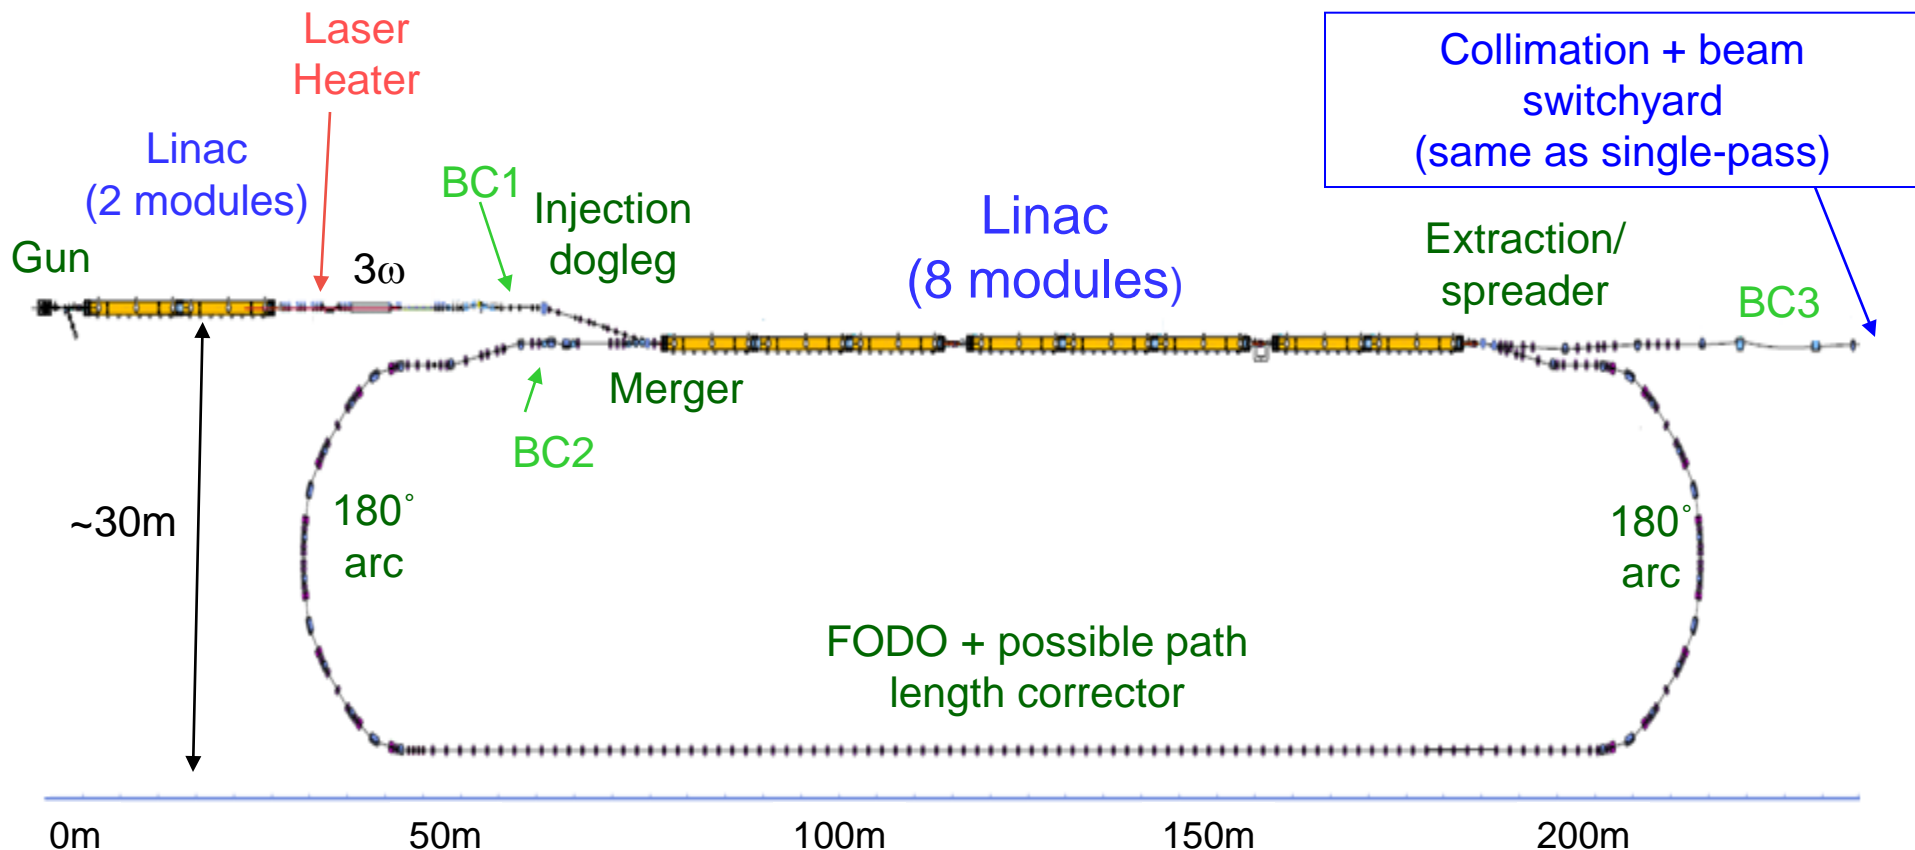 Laser
Heater
Collimation + beam
switchyard
(same as single-pass)
Linac
(2 modules)
BC1
Injection
dogleg
Linac
(8 modules)
Extraction/
spreader
Gun
3ω
BC3
Merger
BC2
~30m
180°
arc
180°
arc
FODO + possible path
length corrector
0m
50m
100m
150m
200m